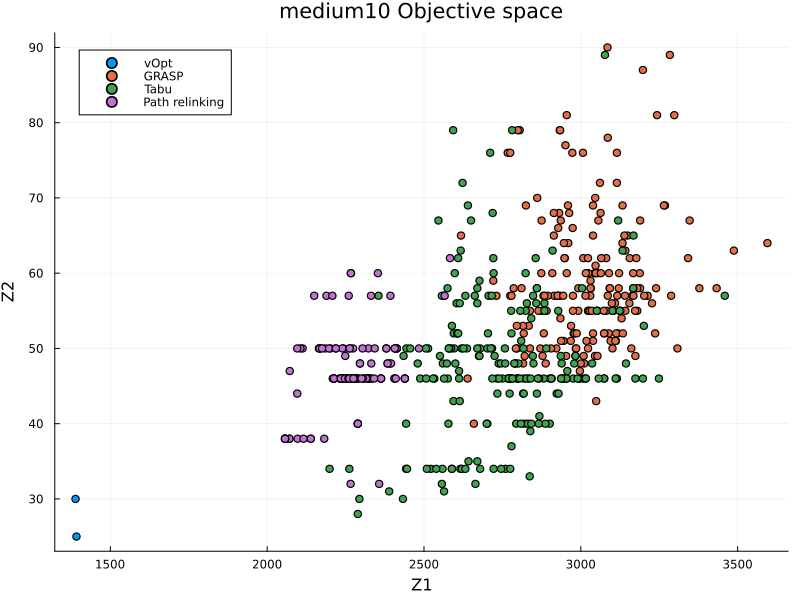 medium10 Objective space
vOpt
GRASP
Tabu
Path relinking
90
80
70
60
50
40
30
Z2
1500 2000 2500 3000 3500
Z1